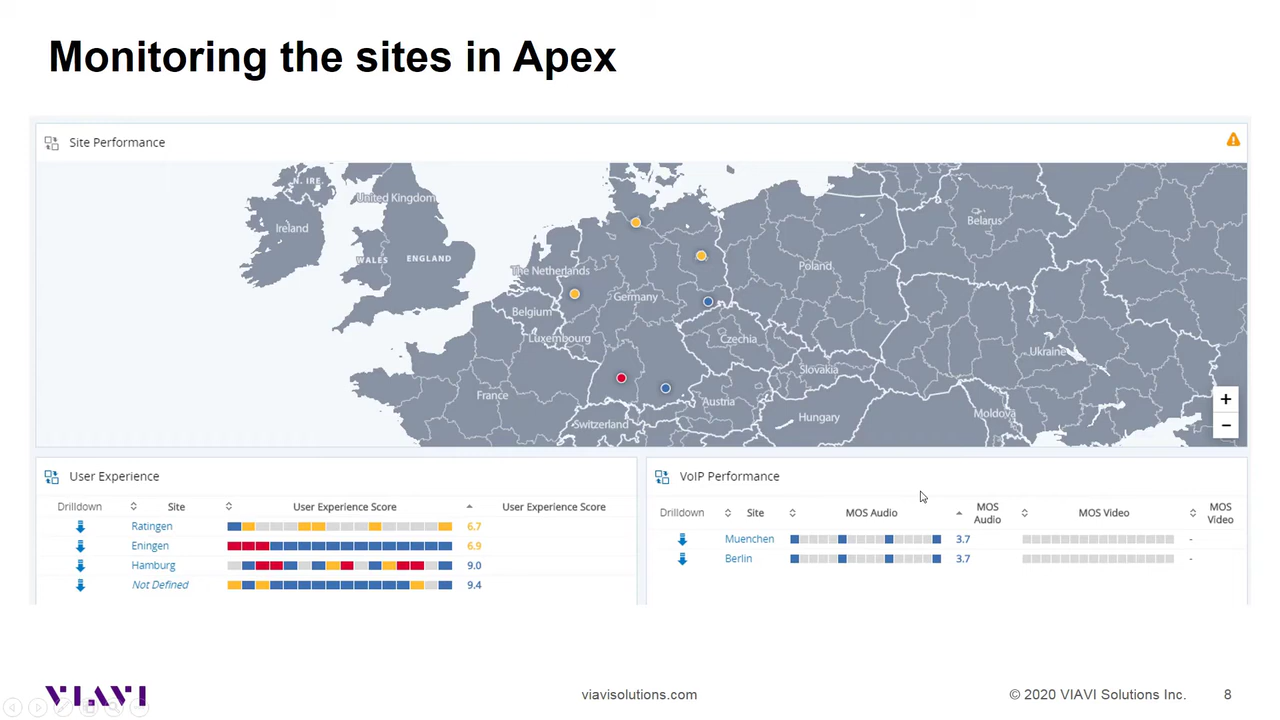 Monitoring the sites in Apex
Site Performance
N. IRE.
United Kingdom
Ireland
WALES
ENGLAND
The Netherlands
Belgium
Luxembourg
Germany
France
Switzerland
Austria
Czechia
Poland
Slovakia
Hungary
Belarus
Ukraine
Moldova
+
−
User Experience
Drilldown Site User Experience Score User Experience Score
Ratingen 6.7
Eningen 6.9
Hamburg 9.0
Not Defined 9.4
VoIP Performance
Drilldown Site MOS Audio MOS Audio MOS Video MOS Video
Muenchen 3.7 -
Berlin 3.7 -
VIAVI
viavisolutions.com
© 2020 VIAVI Solutions Inc. 8